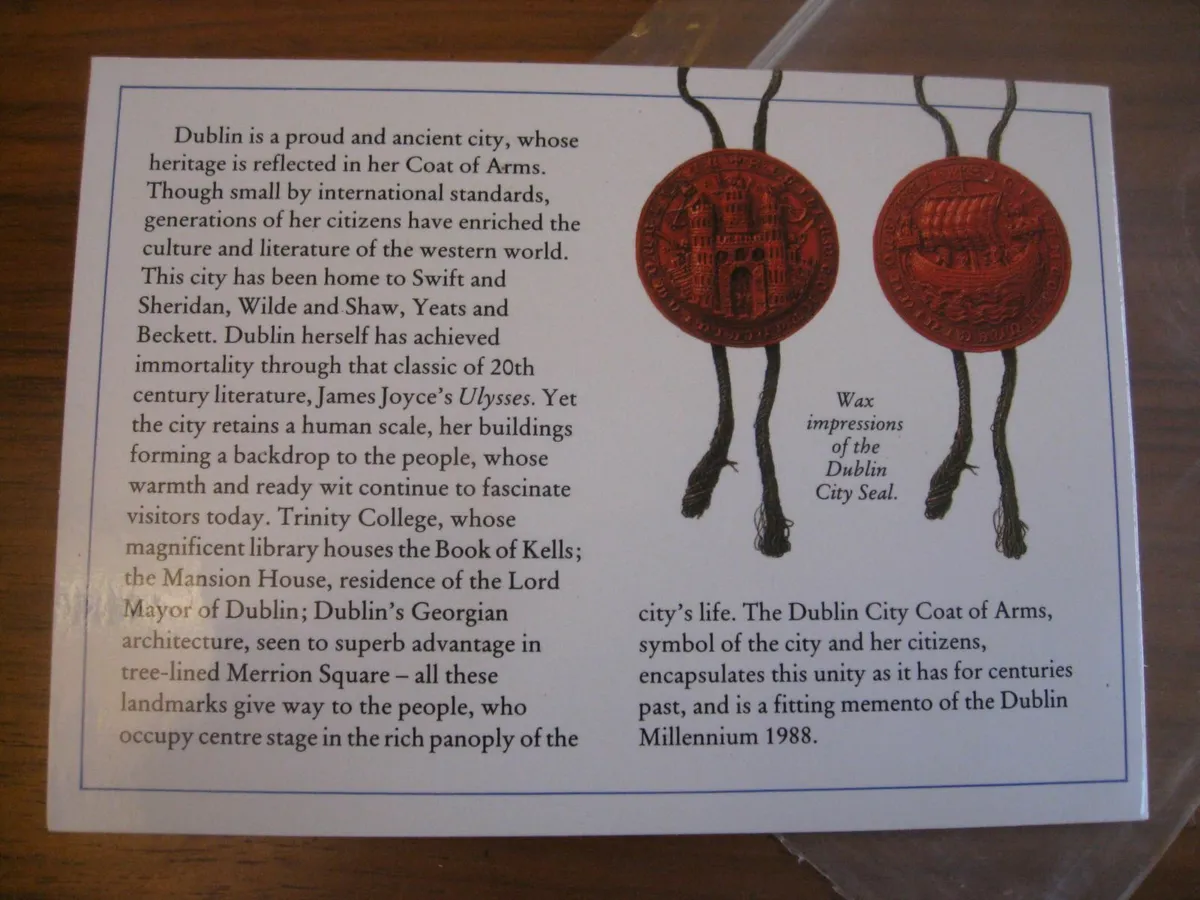 Dublin is a proud and ancient city, whose
heritage is reflected in her Coat of Arms.
Though small by international standards,
generations of her citizens have enriched the
culture and literature of the western world.
This city has been home to Swift and
Sheridan, Wilde and Shaw, Yeats and
Beckett. Dublin herself has achieved
immortality through that classic of 20th
century literature, James Joyce's Ulysses. Yet
the city retains a human scale, her buildings
forming a backdrop to the people, whose
warmth and ready wit continue to fascinate
visitors today. Trinity College, whose
magnificent library houses the Book of Kells;
the Mansion House, residence of the Lord
Mayor of Dublin; Dublin's Georgian
architecture, seen to superb advantage in
tree-lined Merrion Square – all these
landmarks give way to the people, who
occupy centre stage in the rich panoply of the
Wax
impressions
of the
Dublin
City Seal.
city's life. The Dublin City Coat of Arms,
symbol of the city and her citizens,
encapsulates this unity as it has for centuries
past, and is a fitting memento of the Dublin
Millennium 1988.